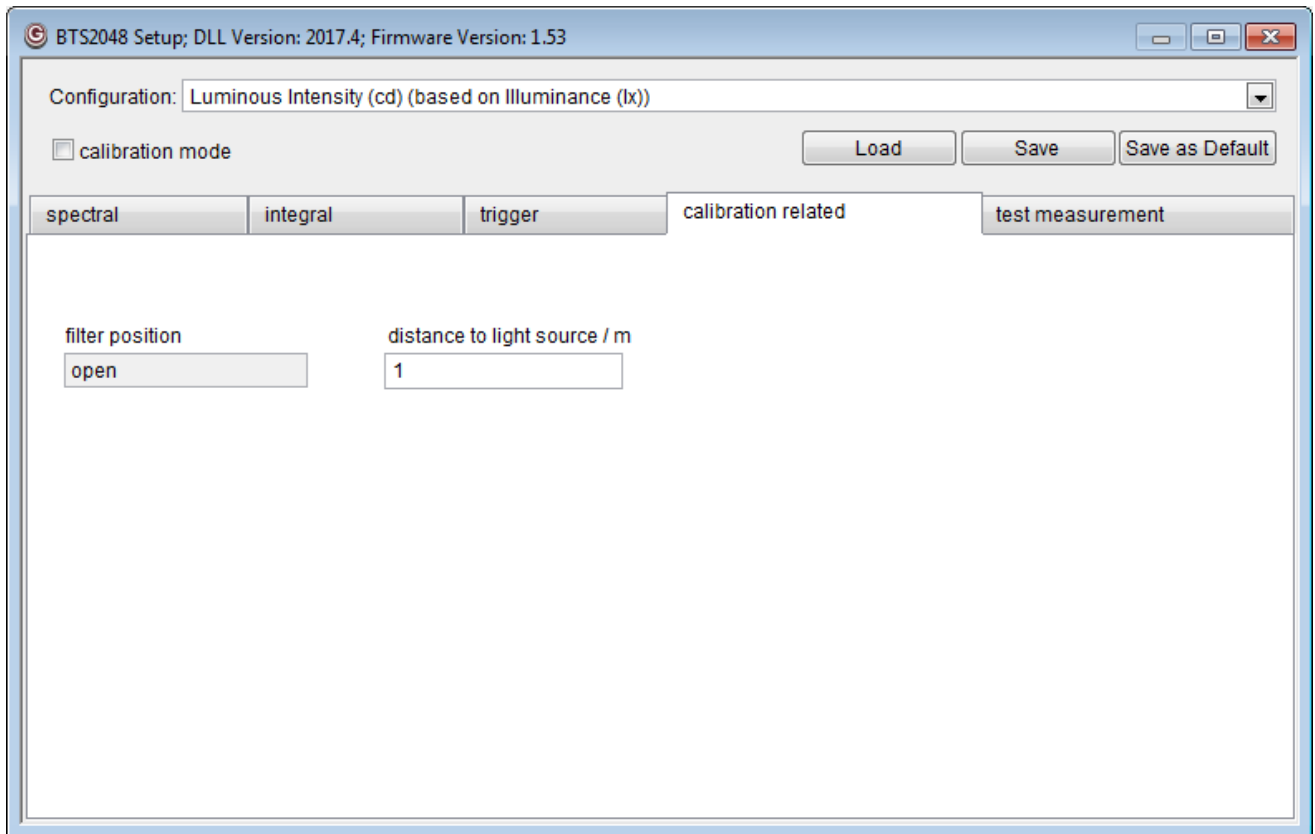 BTS2048 Setup; DLL Version: 2017.4; Firmware Version: 1.53
Configuration: Luminous Intensity (cd) (based on Illuminance (lx))
calibration mode Load Save Save as Default
spectral integral trigger calibration related test measurement
filter position distance to light source / m
open 1